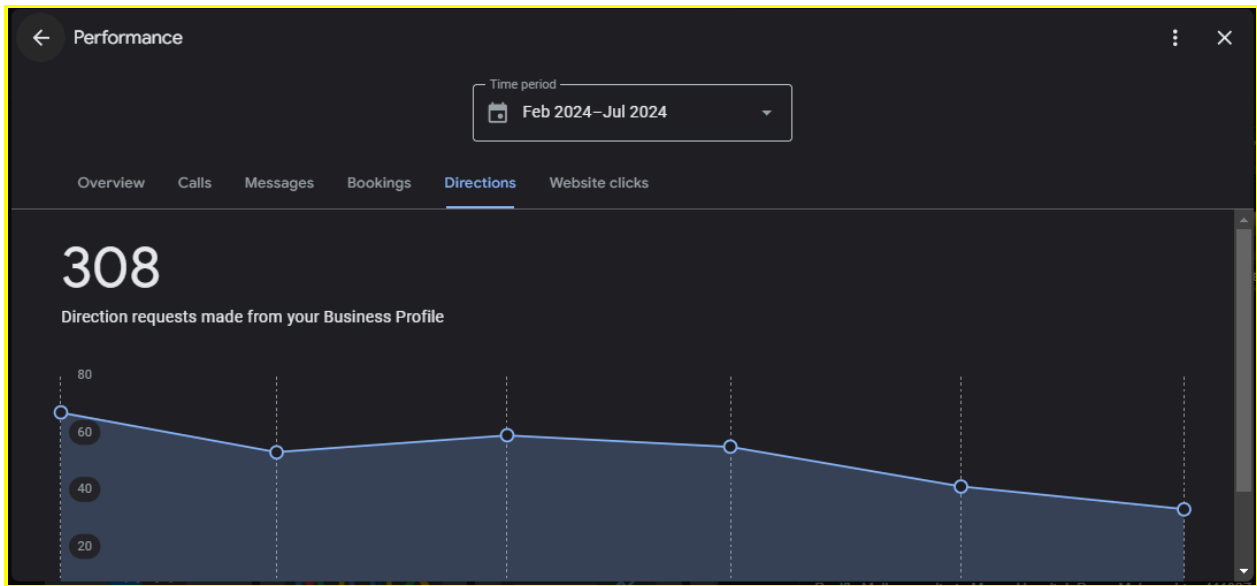 Performance
Time period
Feb 2024–Jul 2024
Overview Calls Messages Bookings Directions Website clicks
308
Direction requests made from your Business Profile
80
60
40
20